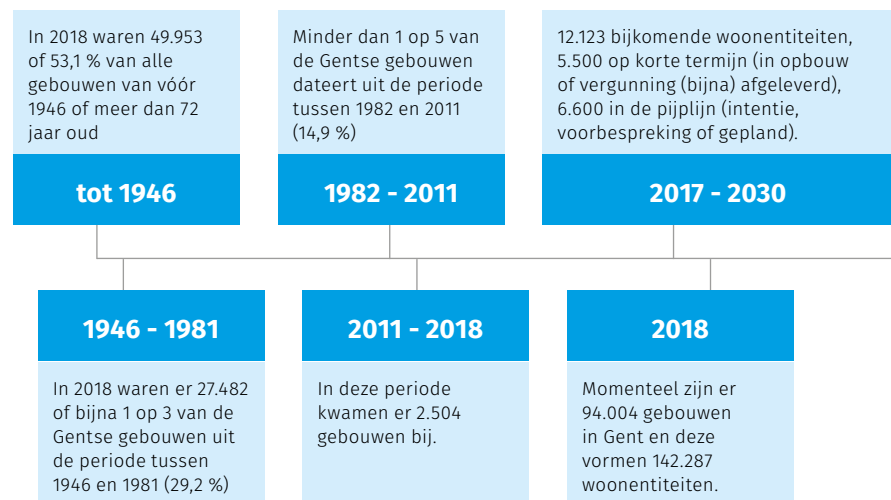 In 2018 waren 49.953
of 53,1 % van alle
gebouwen van vóór
1946 of meer dan 72
jaar oud
tot 1946
Minder dan 1 op 5 van
de Gentse gebouwen
dateert uit de periode
tussen 1982 en 2011
(14,9 %)
1982 - 2011
12.123 bijkomende woonentiteiten,
5.500 op korte termijn (in opbouw
of vergunning (bijna) afgeleverd),
6.600 in de pijplijn (intentie,
voorbespreking of gepland).
2017 - 2030
1946 - 1981
In 2018 waren er 27.482
of bijna 1 op 3 van de
Gentse gebouwen uit
de periode tussen
1946 en 1981 (29,2 %)
2011 - 2018
In deze periode
kwamen er 2.504
gebouwen bij.
2018
Momenteel zijn er
94.004 gebouwen
in Gent en deze
vormen 142.287
woonentiteiten.